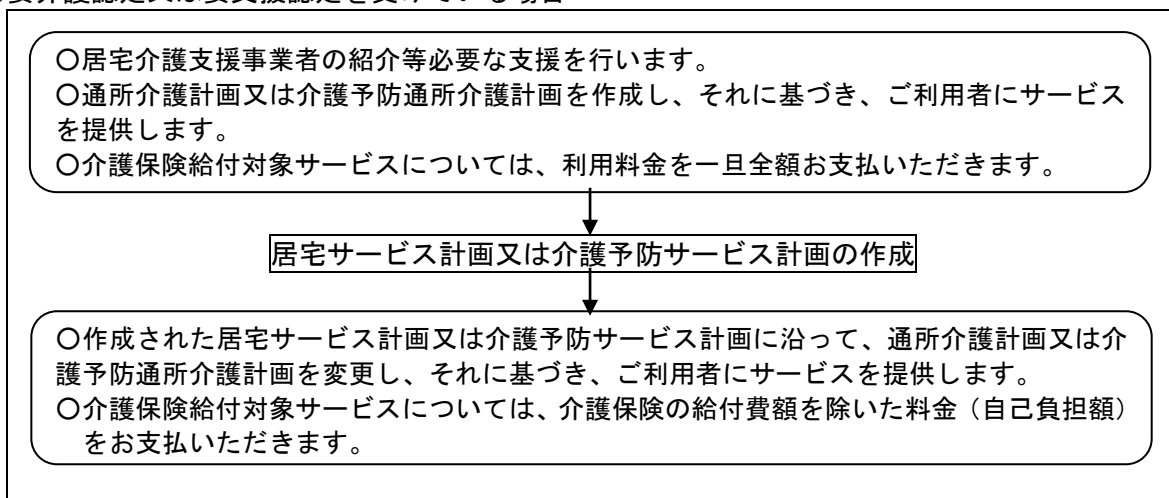 〇居宅介護支援事業者の紹介等必要な支援を行います。
〇通所介護計画又は介護予防通所介護計画を作成し、それに基づき、ご利用者にサービス
を提供します。
〇介護保険給付対象サービスについては、利用料金を一旦全額お支払いただきます。
居宅サービス計画又は介護予防サービス計画の作成
〇作成された居宅サービス計画又は介護予防サービス計画に沿って、通所介護計画又は介
護予防通所介護計画を変更し、それに基づき、ご利用者にサービスを提供します。
〇介護保険給付対象サービスについては、介護保険の給付費額を除いた料金（自己負担額）
をお支払いただきます。